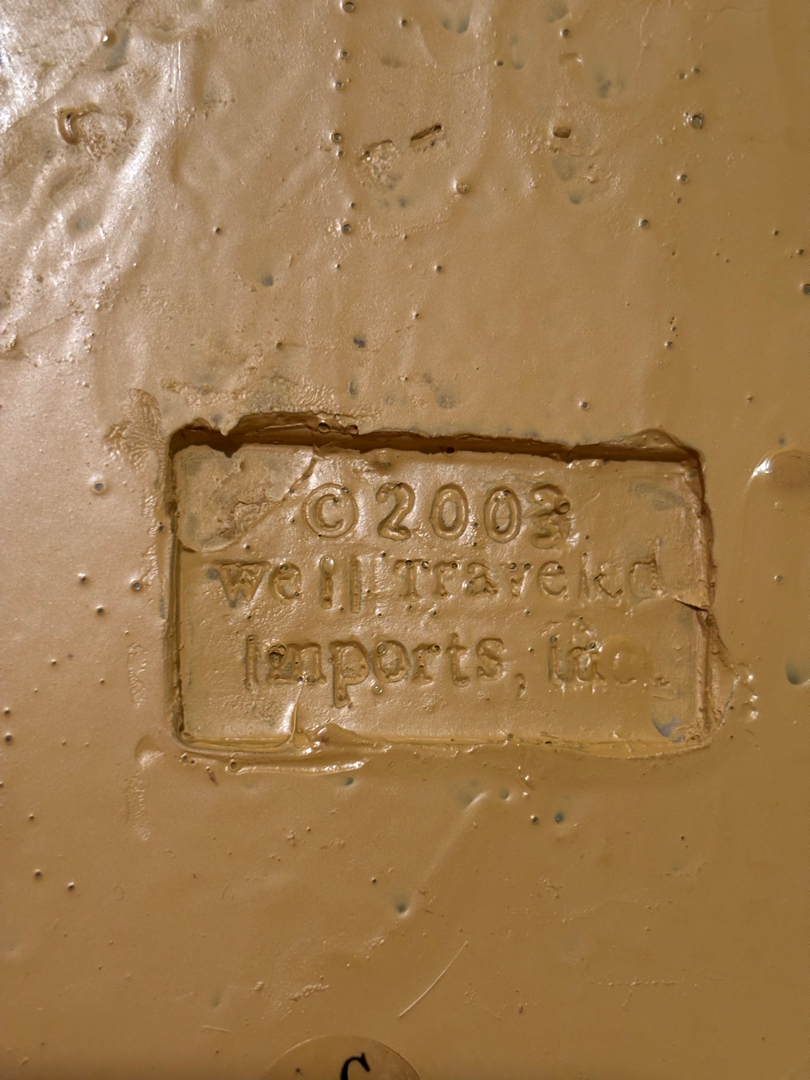 ©2003
Well Traveled
Imports, Inc.
C